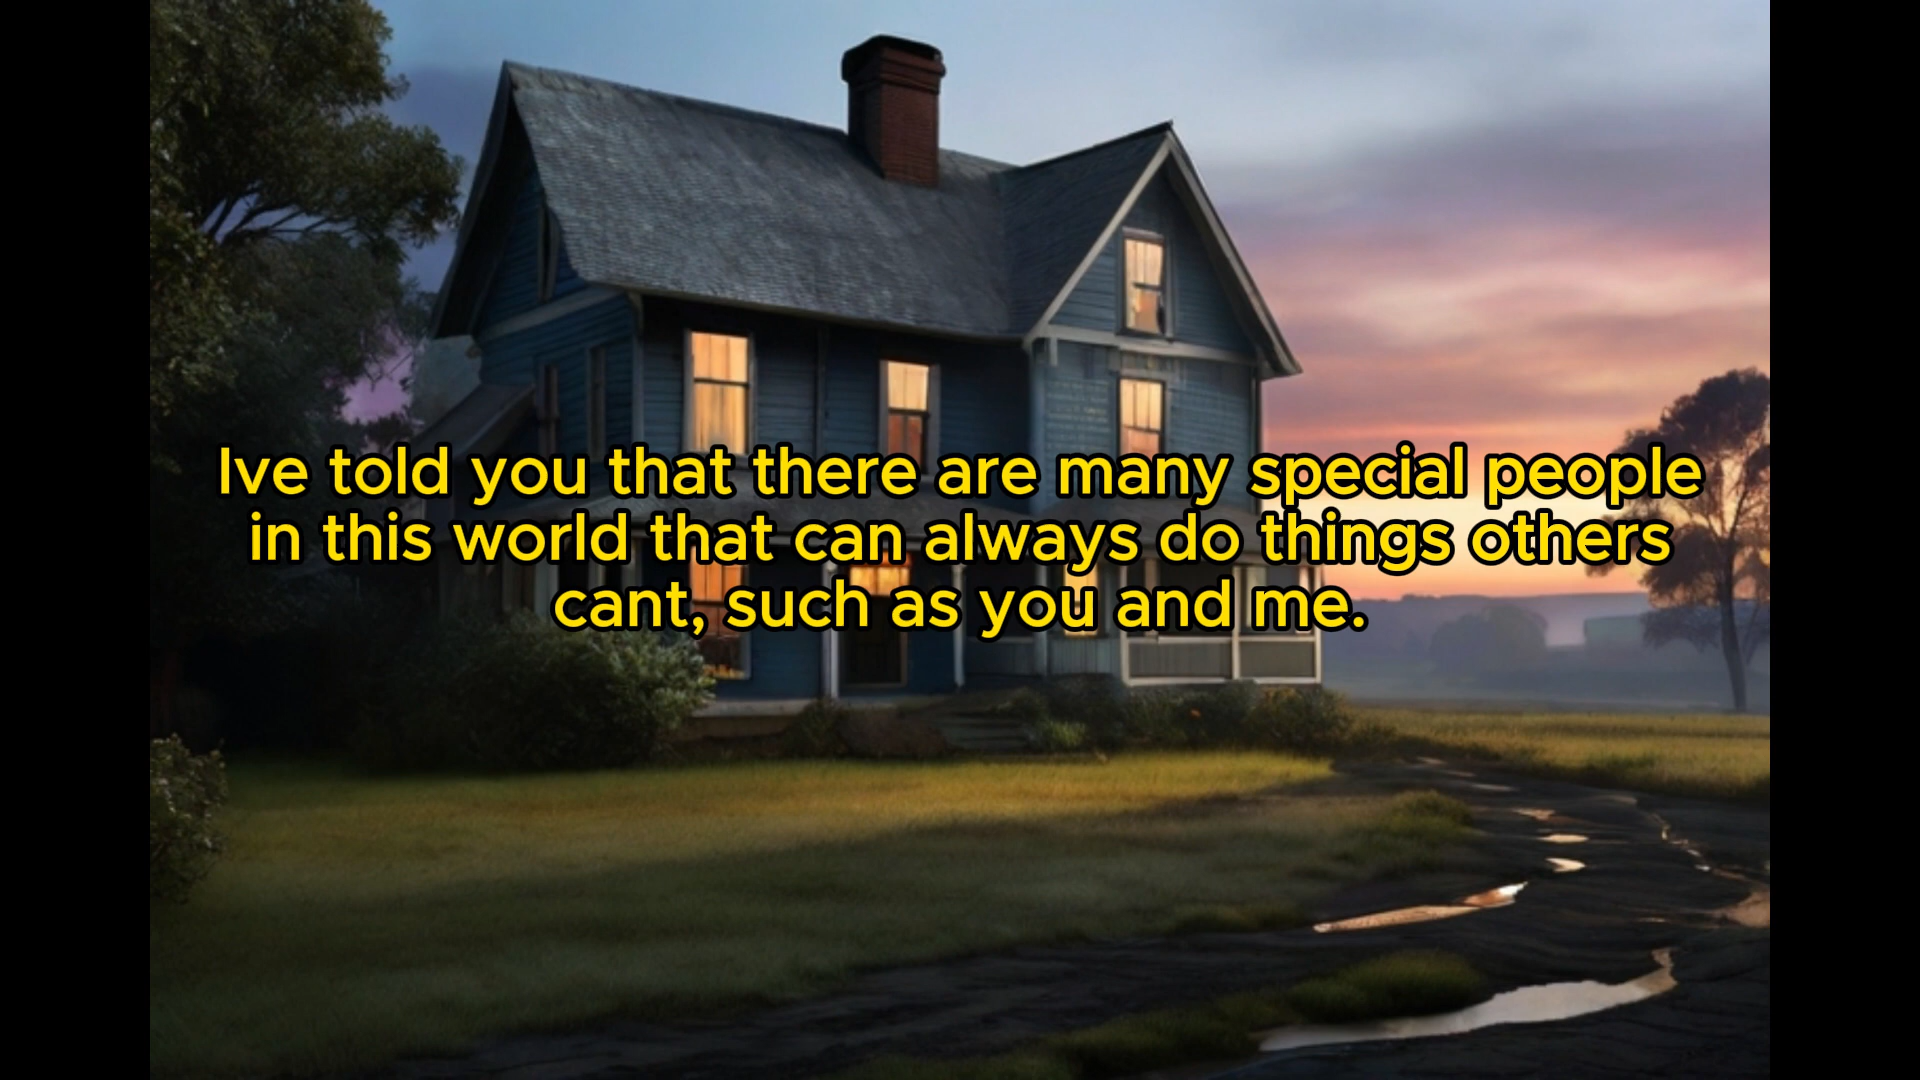 Ive told you that there are many special people
in this world that can always do things others
cant, such as you and me.